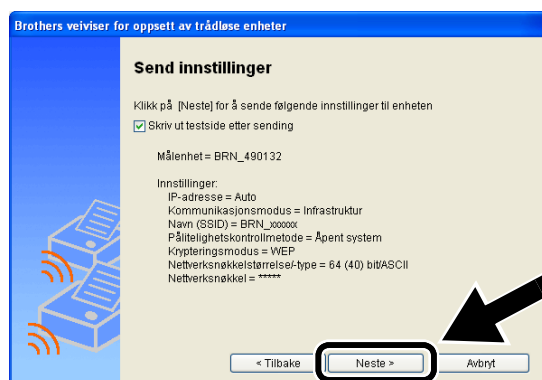 Brothers veiviser for oppsett av trådløse enheter
Send innstillinger
Klikk på [Neste] for å sende følgende innstillinger til enheten
Skriv ut testside etter sending
Målenhet = BRN_490132
Innstillinger:
IP-adresse = Auto
Kommunikasjonsmodus = Infrastruktur
Navn (SSID) = BRN_xxxxxx
Pålitelighetskontrollmetode = Åpent system
Krypteringsmodus = WEP
Nettverksnøkkelstørrelse/-type = 64 (40) bit/ASCII
Nettverksnøkkel = *****
< Tilbake
Neste >
Avbryt